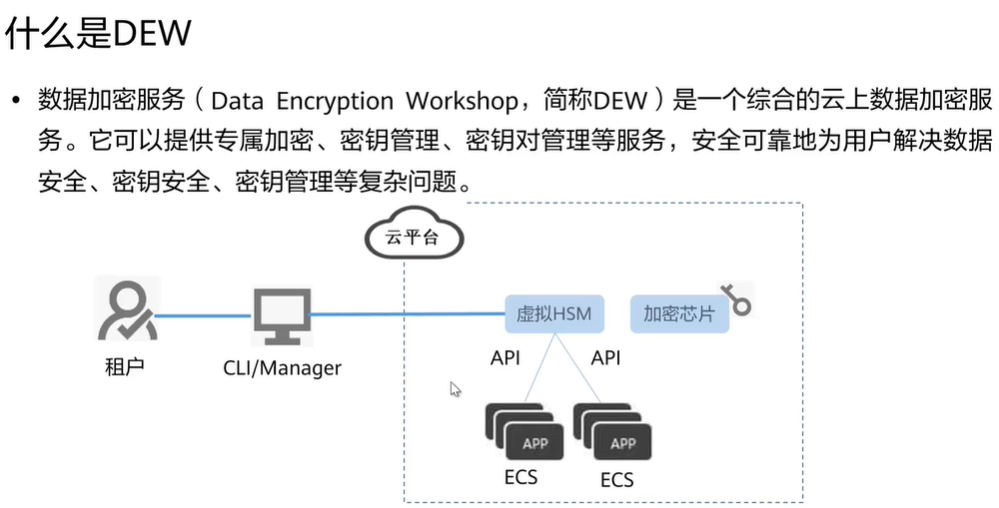 什么是DEW
• 数据加密服务（Data Encryption Workshop，简称DEW）是一个综合的云上数据加密服
务。它可以提供专属加密、密钥管理、密钥对管理等服务，安全可靠地为用户解决数据
安全、密钥安全、密钥管理等复杂问题。
云平台
虚拟HSM
加密芯片
租户
CLI/Manager
API
API
APP
APP
ECS
ECS